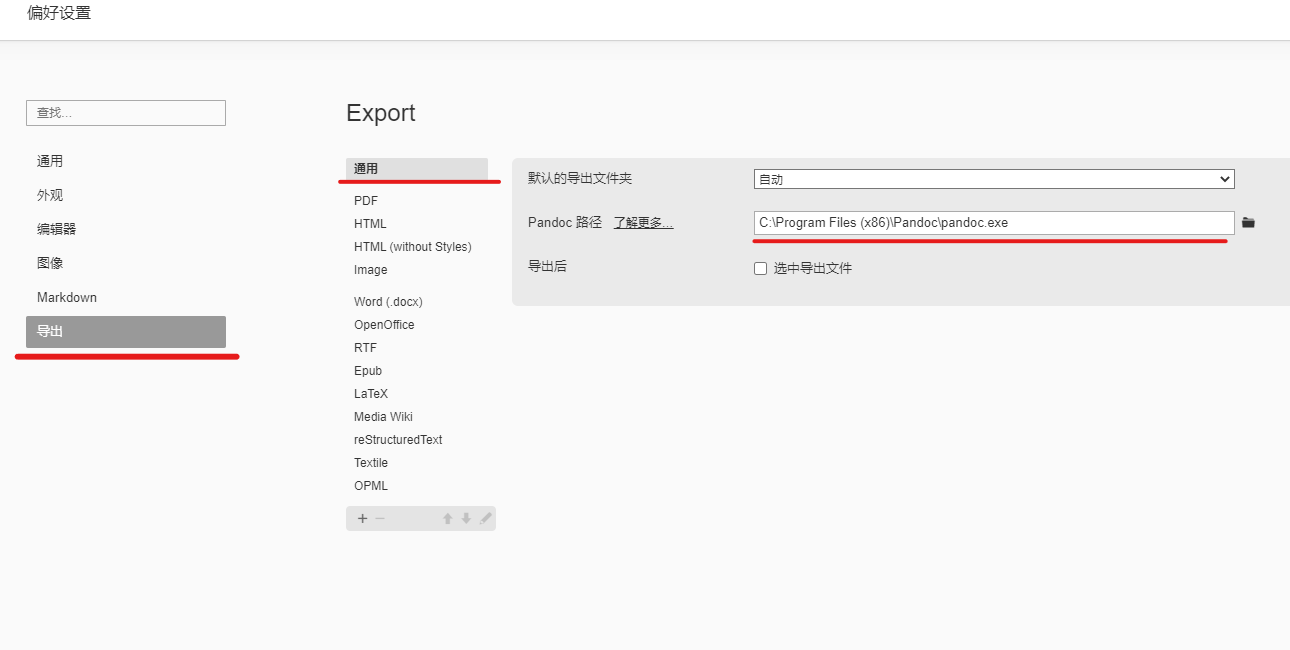 偏好设置
查找...
通用
外观
编辑器
图像
Markdown
导出
Export
通用
PDF
HTML
HTML (without Styles)
Image
Word (.docx)
OpenOffice
RTF
Epub
LaTeX
Media Wiki
reStructuredText
Textile
OPML
默认的导出文件夹 自动
Pandoc 路径 了解更多... C:\Program Files (x86)\Pandoc\pandoc.exe
导出后 选中导出文件